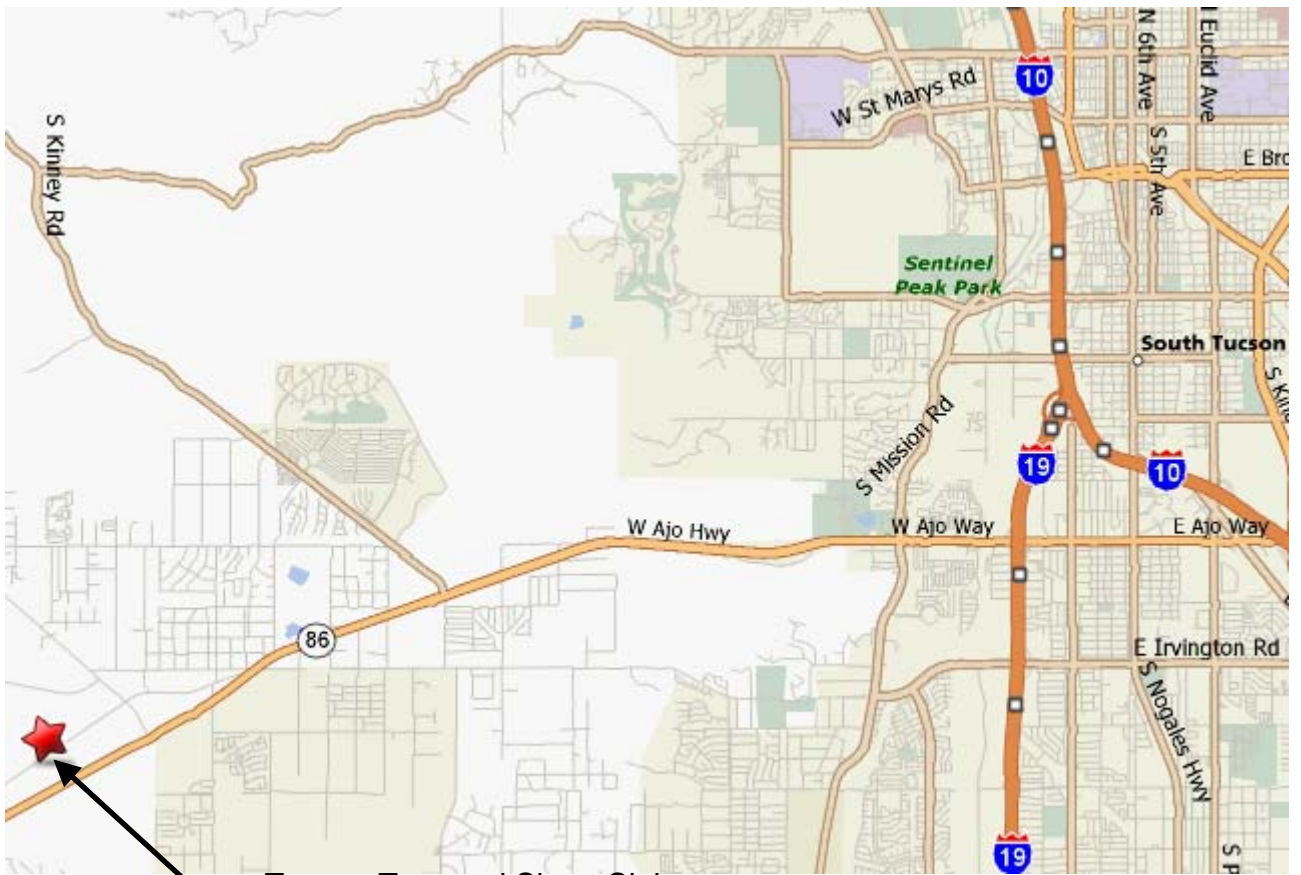 10
N 6th Ave
Euclid Ave
W St Marys Rd
S Kinney Rd
S 5th Ave
E Bro
Sentinel
Peak Park
South Tucson
S Mission Rd
19
10
W Ajo Hwy
W Ajo Way
E Ajo Way
86
E Irvington Rd
S Nogales Hwy
19